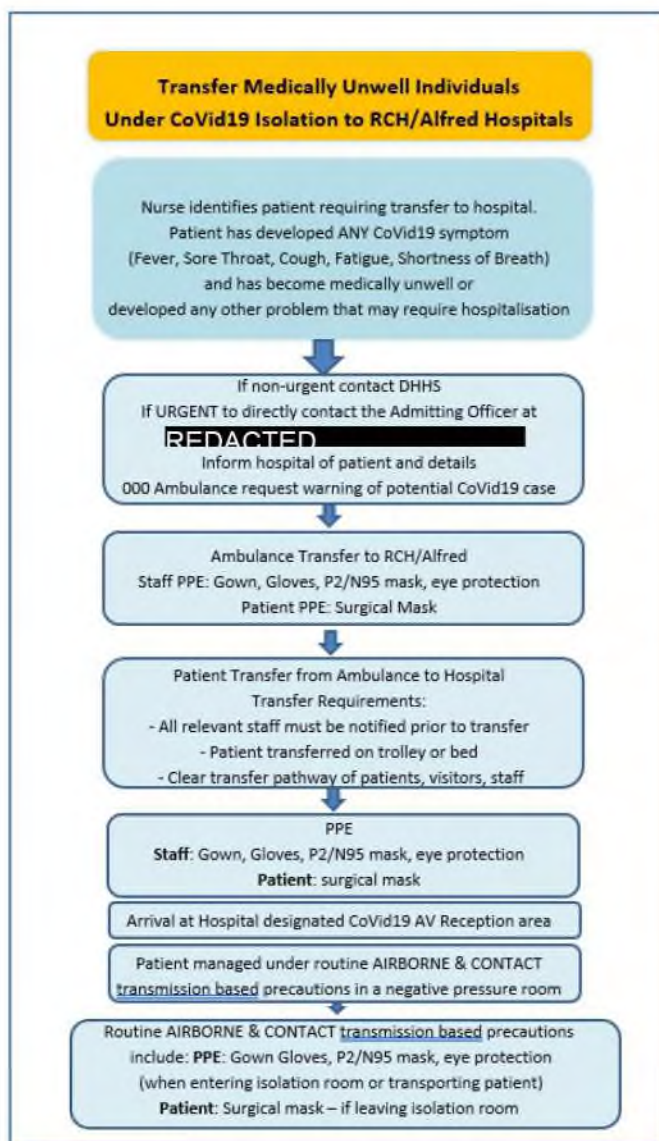 Transfer Medically Unwell Individuals
Under CoVid19 Isolation to RCH/Alfred Hospitals
Nurse identifies patient requiring transfer to hospital.
Patient has developed ANY CoVid19 symptom
(Fever, Sore Throat, Cough, Fatigue, Shortness of Breath)
and has become medically unwell or
developed any other problem that may require hospitalisation
If non-urgent contact DHHS
If URGENT to directly contact the Admitting Officer at
REDACTED
Inform hospital of patient and details
000 Ambulance request warning of potential CoVid19 case
Ambulance Transfer to RCH/Alfred
Staff PPE: Gown, Gloves, P2/N95 mask, eye protection
Patient PPE: Surgical Mask
Patient Transfer from Ambulance to Hospital
Transfer Requirements:
- All relevant staff must be notified prior to transfer
- Patient transferred on trolley or bed
- Clear transfer pathway of patients, visitors, staff
PPE
Staff: Gown, Gloves, P2/N95 mask, eye protection
Patient: surgical mask
Arrival at Hospital designated CoVid19 AV Reception area
Patient managed under routine AIRBORNE & CONTACT
transmission based precautions in a negative pressure room
Routine AIRBORNE & CONTACT transmission based precautions
include: PPE: Gown Gloves, P2/N95 mask, eye protection
(when entering isolation room or transporting patient)
Patient: Surgical mask – if leaving isolation room